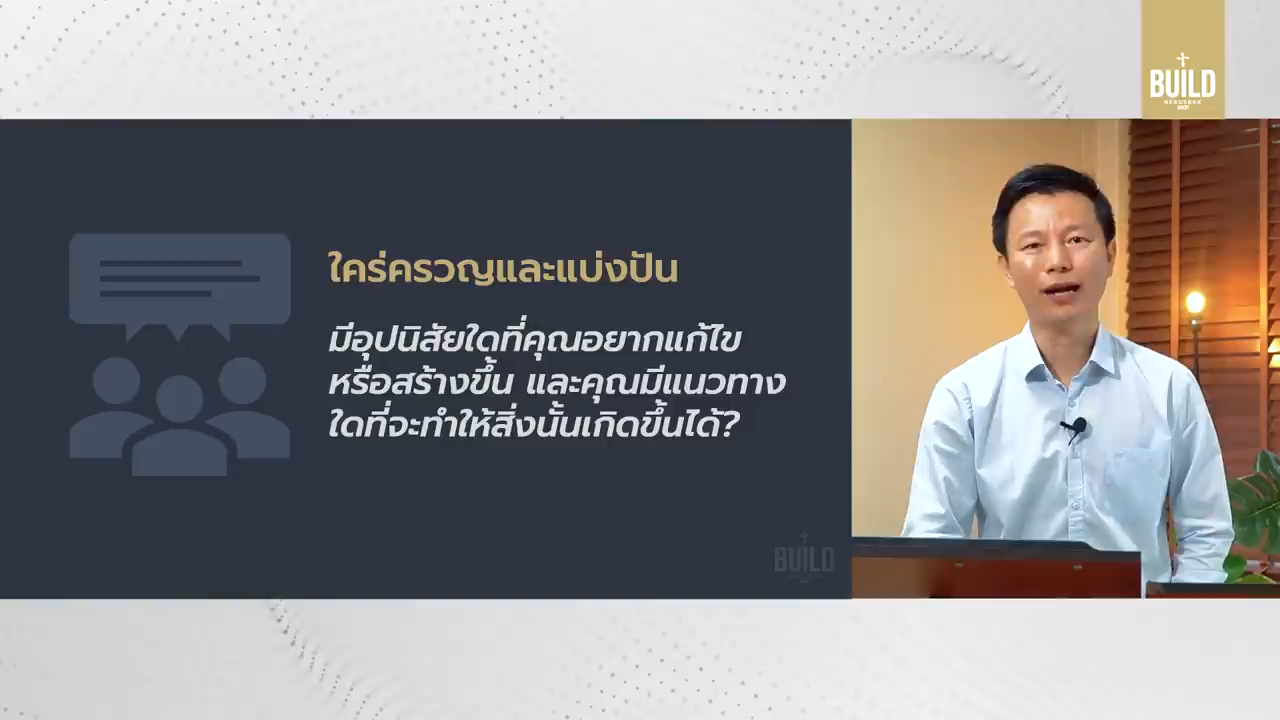 BUILD
NEXUSBKK
2021
ใคร่ครวญและแบ่งปัน
มีอุปนิสัยใดที่คุณอยากแก้ไข
หรือสร้างขึ้น และคุณมีแนวทาง
ใดที่จะทำให้สิ่งนั้นเกิดขึ้นได้?
BUILD